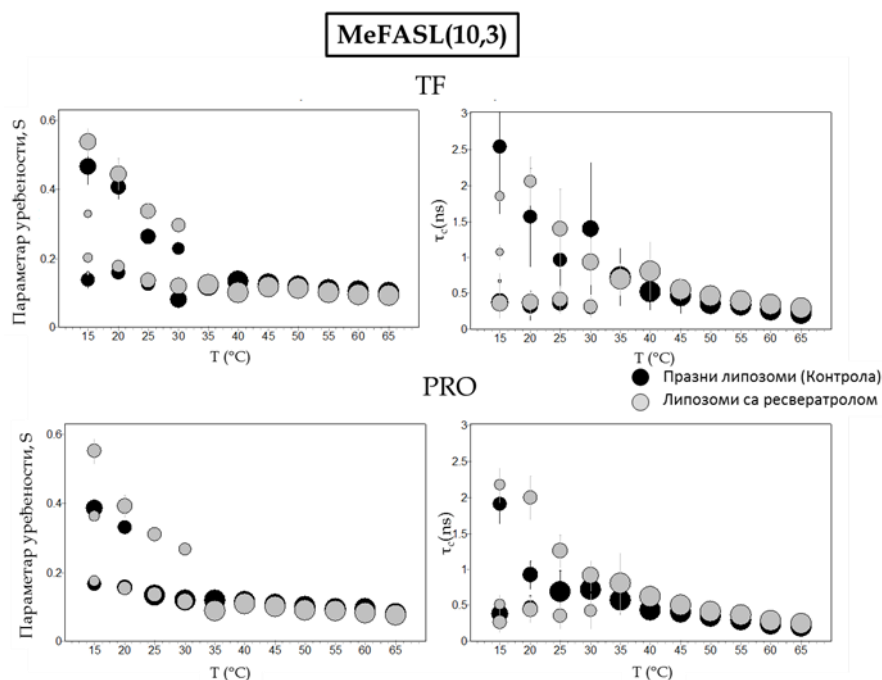 MeFASL(10,3)
TF
Параметар уређености, S
0.6
0.4
0.2
0
15 20 25 30 35 40 45 50 55 60 65
T (°C)
τc(ns)
3
2.5
2
1.5
1
0.5
0
15 20 25 30 35 40 45 50 55 60 65
T (°C)
Празни липозоми (Контрола)
Липозоми са ресвератролом
PRO
Параметар уређености, S
0.6
0.4
0.2
0
15 20 25 30 35 40 45 50 55 60 65
T (°C)
τc(ns)
3
2.5
2
1.5
1
0.5
0
15 20 25 30 35 40 45 50 55 60 65
T (°C)